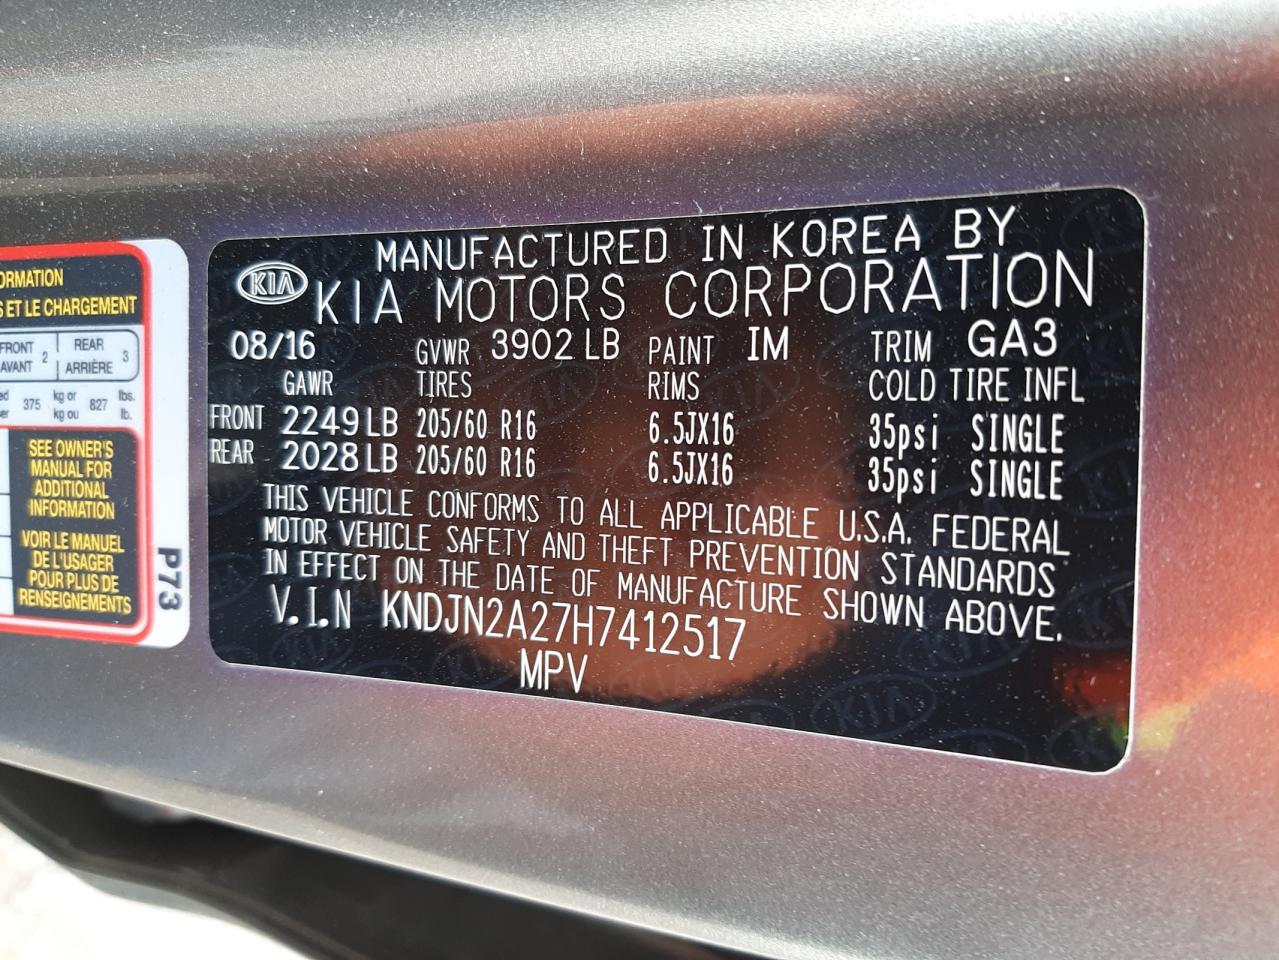 ORMATION
S ET LE CHARGEMENT
FRONT 2 REAR 3
AVANT ARRIÈRE
375 kg or 827 lbs.
kg ou lb.
SEE OWNER'S
MANUAL FOR
ADDITIONAL
INFORMATION
VOIR LE MANUEL
DE L'USAGER
POUR PLUS DE
RENSEIGNEMENTS
P73
MANUFACTURED IN KOREA BY
KIA KIA MOTORS CORPORATION
08/16 GVWR 3902 LB PAINT IM TRIM GA3
GAWR TIRES RIMS COLD TIRE INFL
FRONT 2249 LB 205/60 R16 6.5JX16 35psi SINGLE
REAR 2028 LB 205/60 R16 6.5JX16 35psi SINGLE
THIS VEHICLE CONFORMS TO ALL APPLICABLE U.S.A. FEDERAL
MOTOR VEHICLE SAFETY AND THEFT PREVENTION STANDARDS
IN EFFECT ON THE DATE OF MANUFACTURE SHOWN ABOVE.
V.I.N KNDJN2A27H7412517
MPV